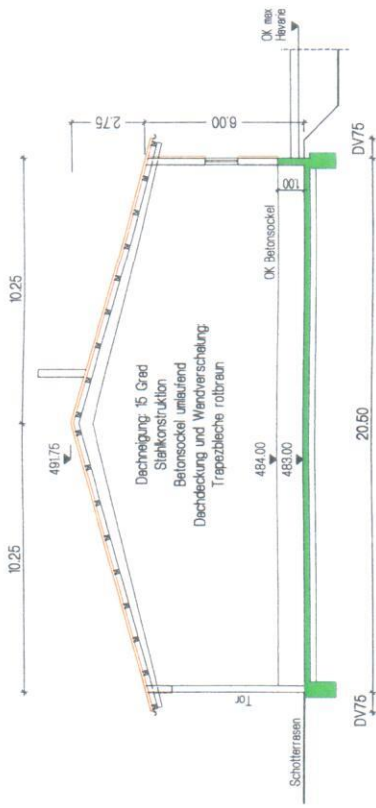 10.25
10.25
491.75
2.75
Dachneigung: 15 Grad
Stahlkonstruktion
Betonsockel umlaufend
Dachdeckung und Wandverschalung:
Trapezbleche rotbraun
6.00
Tor
484.00
OK Betonsockel
1.00
OK max
Havarie
483.00
Schotterrasen
DV75
20.50
DV75